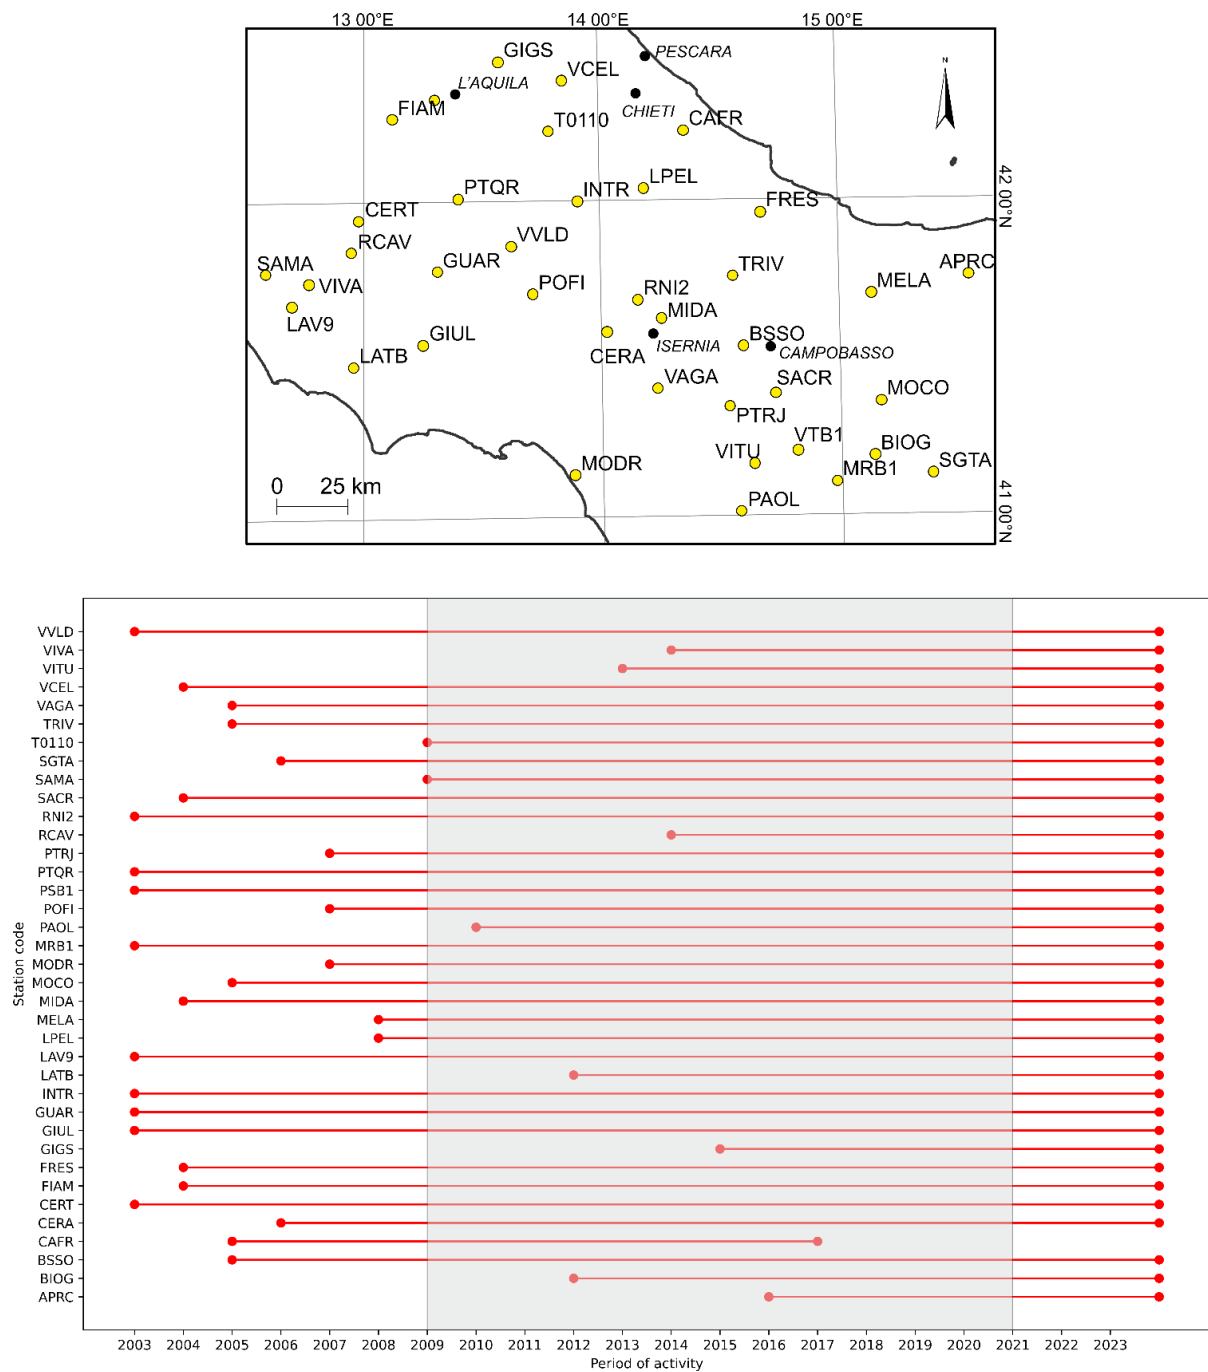 13 00°E 14 00°E 15 00°E
GIGS
PESCARA
VCEL
L'AQUILA
N
FIAM
CHIETI
T0110
CAFR
42 00°N
LPEL
PTQR
INTR
FRES
CERT
VVLD
RCAV
SAMA
GUAR
TRIV
APRC
VIVA
POFI
RNI2
MELA
MIDA
LAV9
GIUL
BSSO
CERA
ISERNIA
CAMPOBASSO
LATB
VAGA
SACR
MOCO
PTRJ
VTB1
BIOG
VITU
MODR
MRB1
SGTA
0 25 km
PAOL
41 00°N
VVLD
VIVA
VITU
VCEL
VAGA
TRIV
T0110
SGTA
SAMA
SACR
RNI2
RCAV
PTRJ
PTQR
PSB1
POFI
PAOL
MRB1
MODR
MOCO
MIDA
MELA
LPEL
LAV9
LATB
INTR
GUAR
GIUL
GIGS
FRES
FIAM
CERT
CERA
CAFR
BSSO
BIOG
APRC
Station code
2003 2004 2005 2006 2007 2008 2009 2010 2011 2012 2013 2014 2015 2016 2017 2018 2019 2020 2021 2022 2023
Period of activity